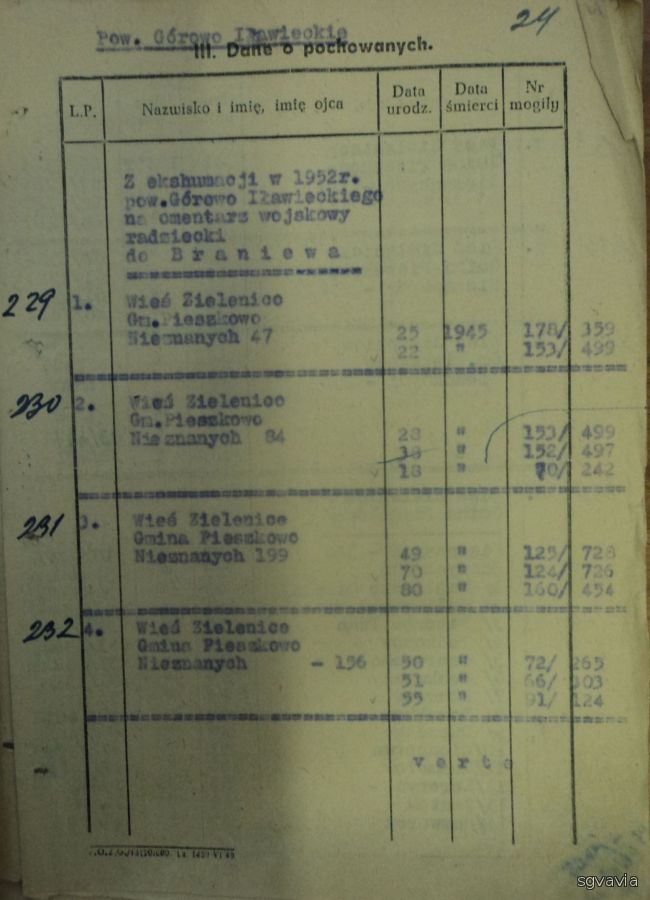 24
Pow. Górowo Iławieckie
III. Dane o pochowanych.
L.P. Nazwisko i imię, imię ojca Data urodz. Data śmierci Nr mogiły
Z ekshumacji w 1952r.
pow.Górowo Iławieckiego
na cmentarz wojskowy
radziecki
do Braniewa
229 1. Wieś Zielenice
Gm.Pieszkowo
Nieznanych 47 25 1945 178/ 359
22 " 153/ 499
230 2. Wieś Zielenice
Gm.Pieszkowo
Nieznanych 84 28 " 153/ 499
38 " 152/ 497
18 " 70/ 242
231 3. Wieś Zielenice
Gmina Pieszkowo
Nieznanych 199 49 " 125/ 728
70 " 124/ 726
80 " 160/ 454
232 4. Wieś Zielenice
Gmina Pieszkowo
Nieznanych - 156 50 " 72/ 265
51 " 66/ 103
55 " 91/ 124
verte
sgvavia